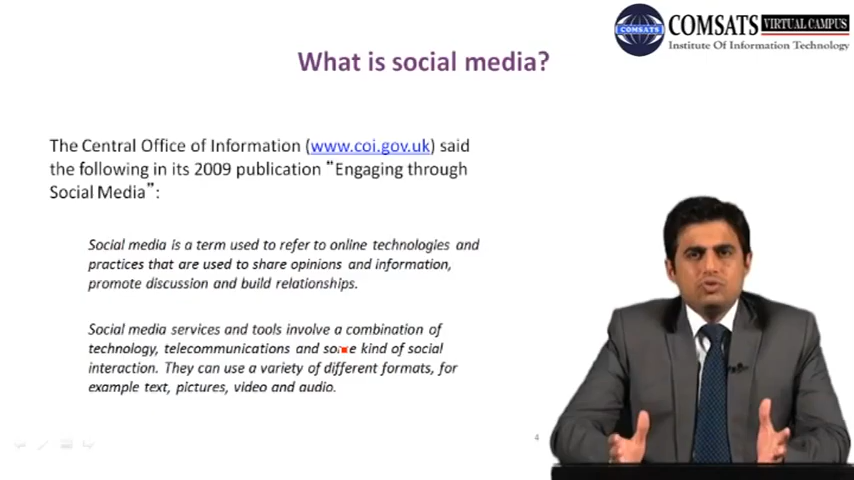 COMSATS VIRTUAL CAMPUS
Institute Of Information Technology
COMSATS
What is social media?
The Central Office of Information (www.coi.gov.uk) said
the following in its 2009 publication “Engaging through
Social Media”:
Social media is a term used to refer to online technologies and
practices that are used to share opinions and information,
promote discussion and build relationships.
Social media services and tools involve a combination of
technology, telecommunications and some kind of social
interaction. They can use a variety of different formats, for
example text, pictures, video and audio.
4